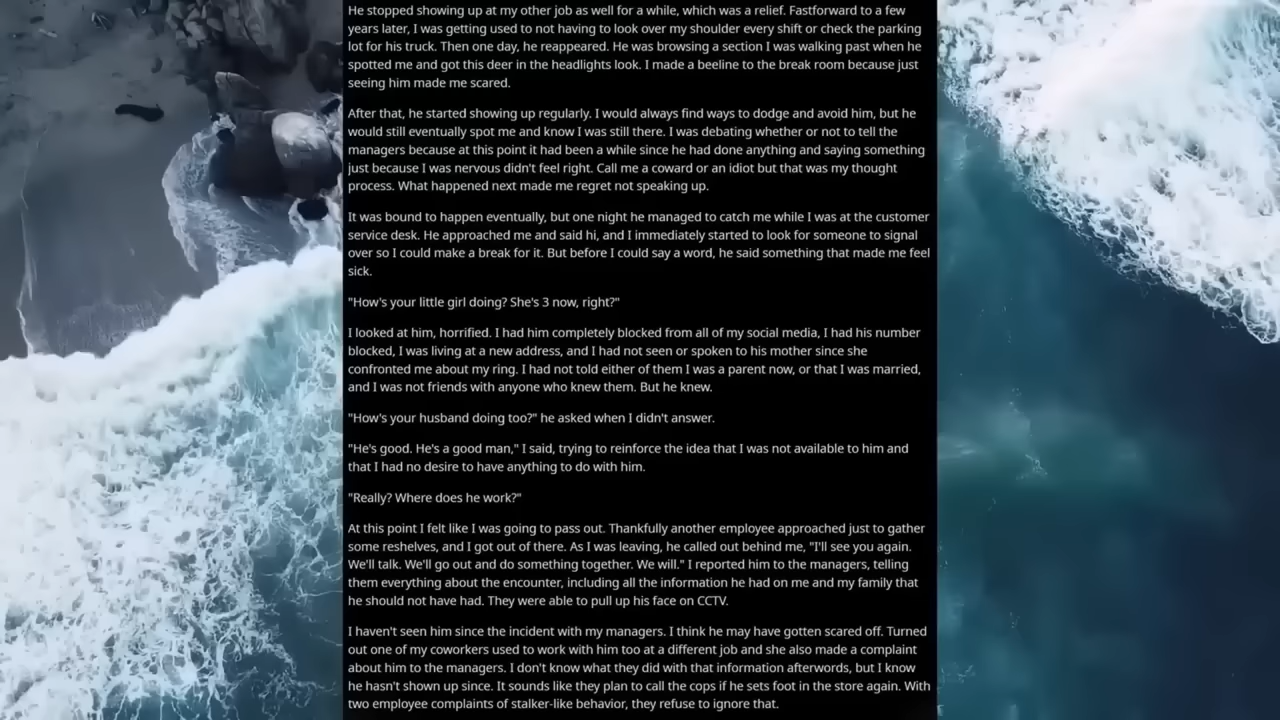 He stopped showing up at my other job as well for a while, which was a relief. Fastforward to a few
years later, I was getting used to not having to look over my shoulder every shift or check the parking
lot for his truck. Then one day, he reappeared. He was browsing a section I was walking past when he
spotted me and got this deer in the headlights look. I made a beeline to the break room because just
seeing him made me scared.
After that, he started showing up regularly. I would always find ways to dodge and avoid him, but he
would still eventually spot me and know I was still there. I was debating whether or not to tell the
managers because at this point it had been a while since he had done anything and saying something
just because I was nervous didn't feel right. Call me a coward or an idiot but that was my thought
process. What happened next made me regret not speaking up.
It was bound to happen eventually, but one night he managed to catch me while I was at the customer
service desk. He approached me and said hi, and I immediately started to look for someone to signal
over so I could make a break for it. But before I could say a word, he said something that made me feel
sick.
"How's your little girl doing? She's 3 now, right?"
I looked at him, horrified. I had him completely blocked from all of my social media, I had his number
blocked, I was living at a new address, and I had not seen or spoken to his mother since she
confronted me about my ring. I had not told either of them I was a parent now, or that I was married,
and I was not friends with anyone who knew them. But he knew.
"How's your husband doing too?" he asked when I didn't answer.
"He's good. He's a good man," I said, trying to reinforce the idea that I was not available to him and
that I had no desire to have anything to do with him.
"Really? Where does he work?"
At this point I felt like I was going to pass out. Thankfully another employee approached just to gather
some reshelves, and I got out of there. As I was leaving, he called out behind me, "I'll see you again.
We'll talk. We'll go out and do something together. We will." I reported him to the managers, telling
them everything about the encounter, including all the information he had on me and my family that
he should not have had. They were able to pull up his face on CCTV.
I haven't seen him since the incident with my managers. I think he may have gotten scared off. Turned
out one of my coworkers used to work with him too at a different job and she also made a complaint
about him to the managers. I don't know what they did with that information afterwords, but I know
he hasn't shown up since. It sounds like they plan to call the cops if he sets foot in the store again. With
two employee complaints of stalker-like behavior, they refuse to ignore that.